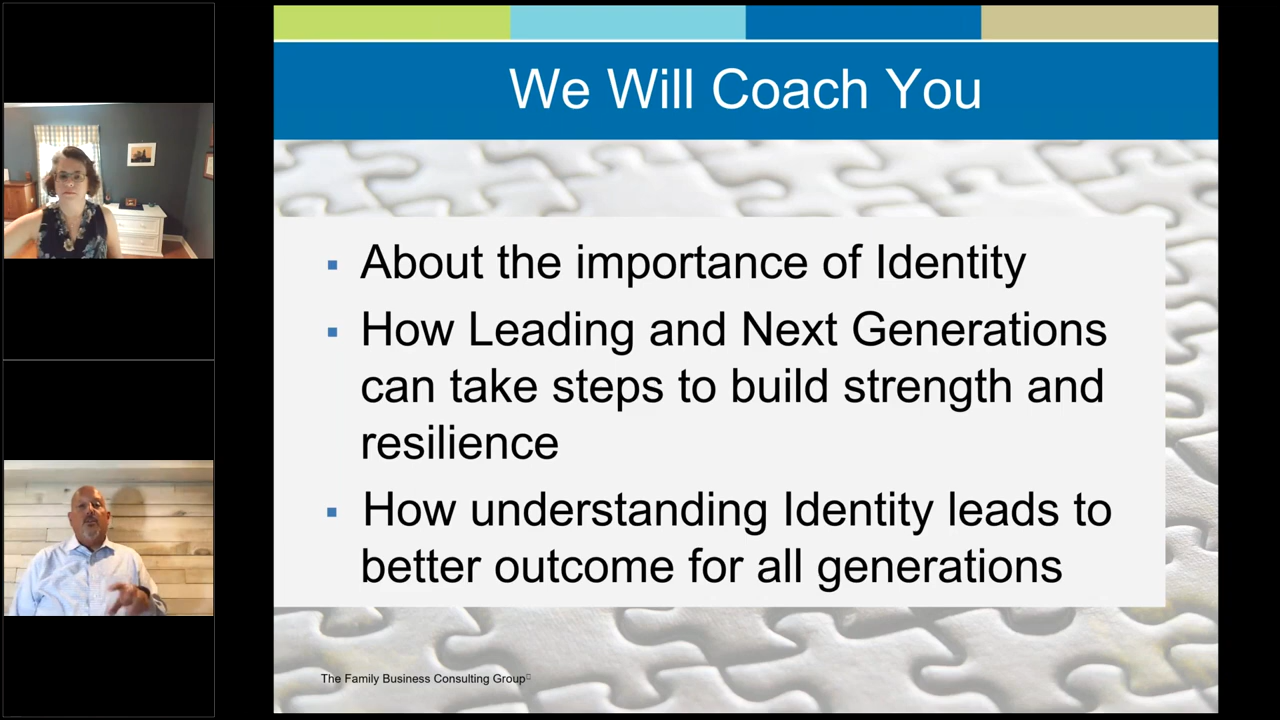 We Will Coach You
▪ About the importance of Identity
▪ How Leading and Next Generations
can take steps to build strength and
resilience
▪ How understanding Identity leads to
better outcome for all generations
The Family Business Consulting Group